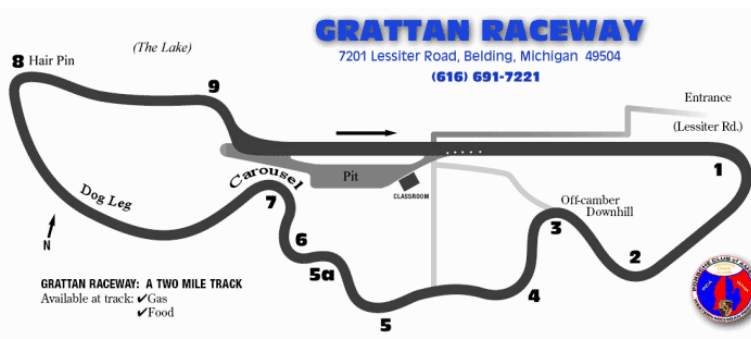 GRATTAN RACEWAY
7201 Lessiter Road, Belding, Michigan 49504
(616) 691-7221
(The Lake)
8 Hair Pin
9
Entrance
(Lessiter Rd.)
1
Carousel
Pit
CLASSROOM
Dog Leg
7
Off-camber
Downhill
3
6
N
2
5a
GRATTAN RACEWAY: A TWO MILE TRACK
Available at track: ✔Gas
✔Food
4
5